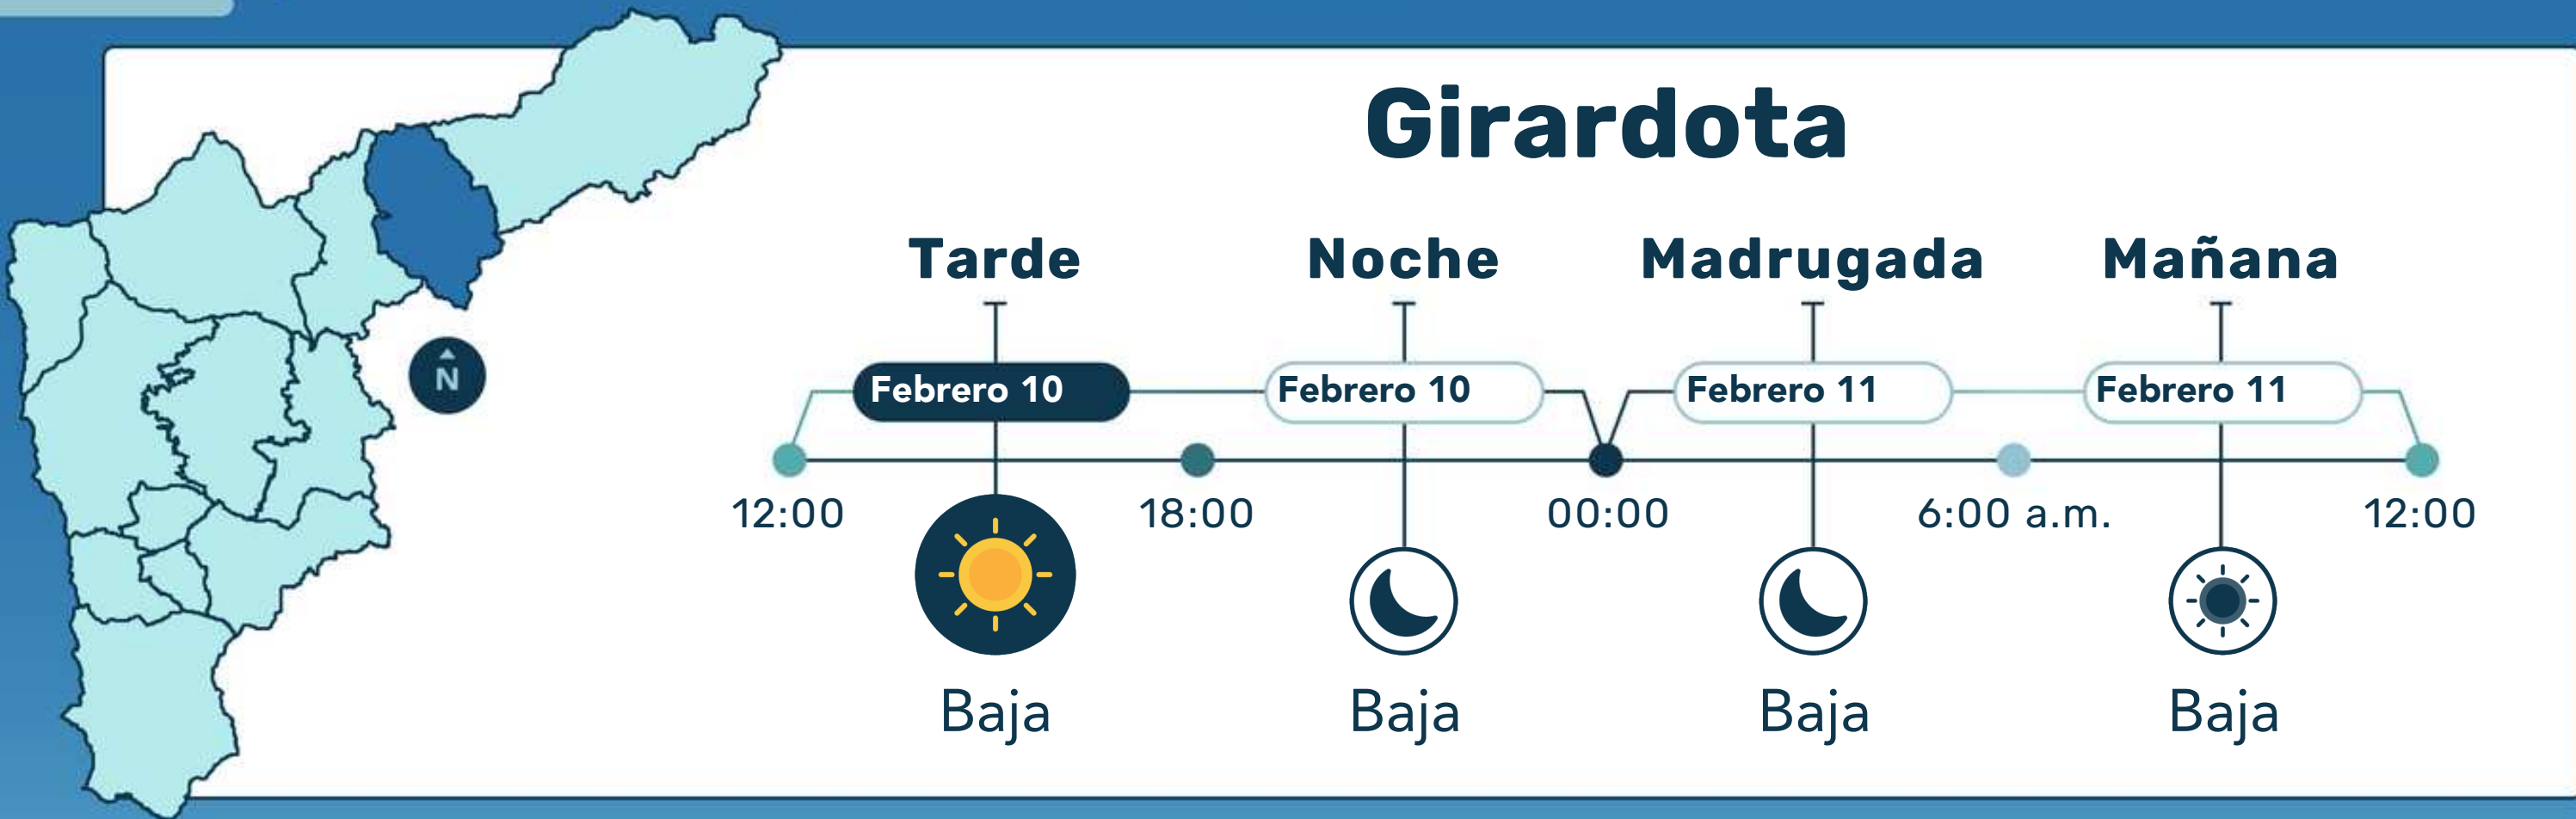 Girardota
Tarde Noche Madrugada Mañana
Febrero 10 Febrero 10 Febrero 11 Febrero 11
N
12:00 18:00 00:00 6:00 a.m. 12:00
Baja Baja Baja Baja